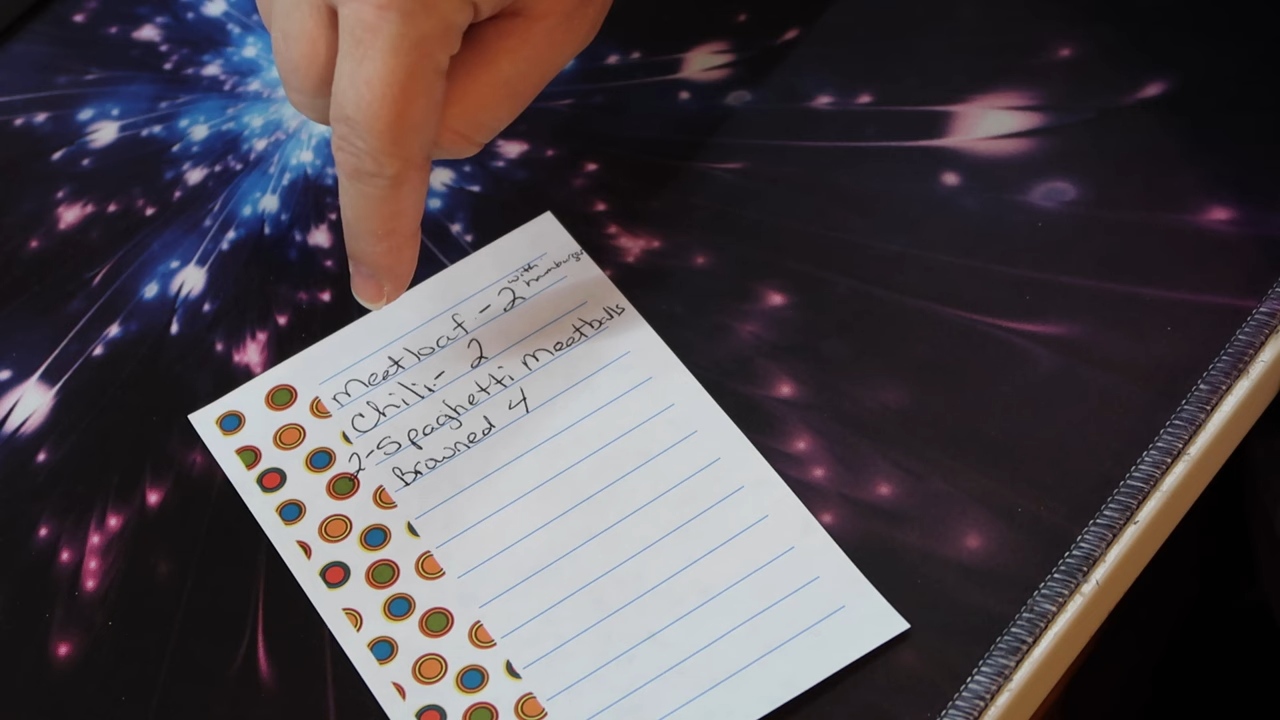 Meatloaf - 2 with hamburger
Chili - 2
2 - Spaghetti Meatballs
Browned 4